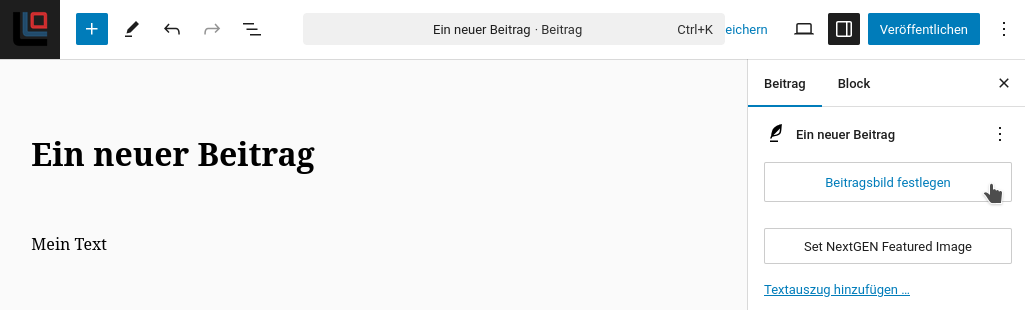 Ein neuer Beitrag · Beitrag Ctrl+K eichern Veröffentlichen
Beitrag Block
Ein neuer Beitrag
Ein neuer Beitrag
Beitragsbild festlegen
Mein Text
Set NextGEN Featured Image
Textauszug hinzufügen ...